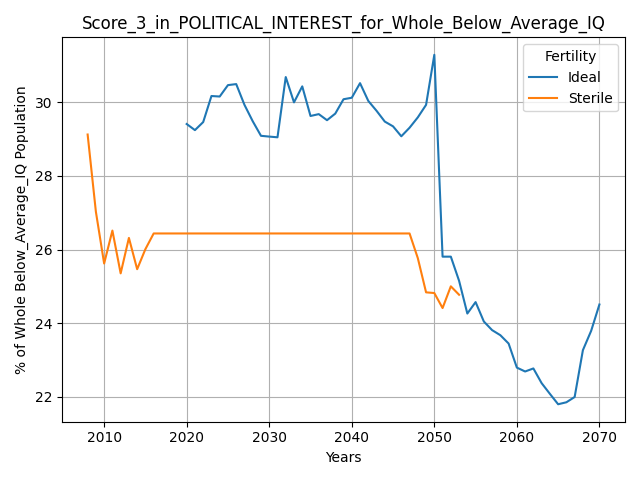 Score_3_in_POLITICAL_INTEREST_for_Whole_Below_Average_IQ
% of Whole Below_Average_IQ Population
30
28
26
24
22
Fertility
Ideal
Sterile
2010 2020 2030 2040 2050 2060 2070
Years